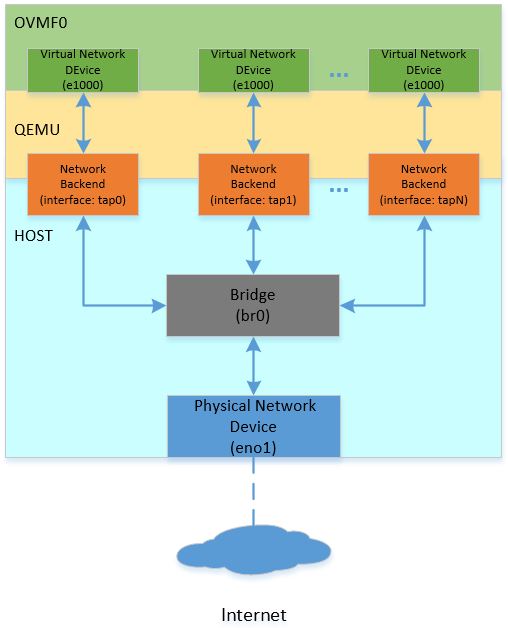 OVMF0
Virtual Network
DEvice
(e1000)
Virtual Network
DEvice
(e1000)
...
Virtual Network
DEvice
(e1000)
QEMU
Network
Backend
(interface: tap0)
Network
Backend
(interface: tap1)
...
Network
Backend
(interface: tapN)
HOST
Bridge
(br0)
Physical Network
Device
(eno1)
Internet